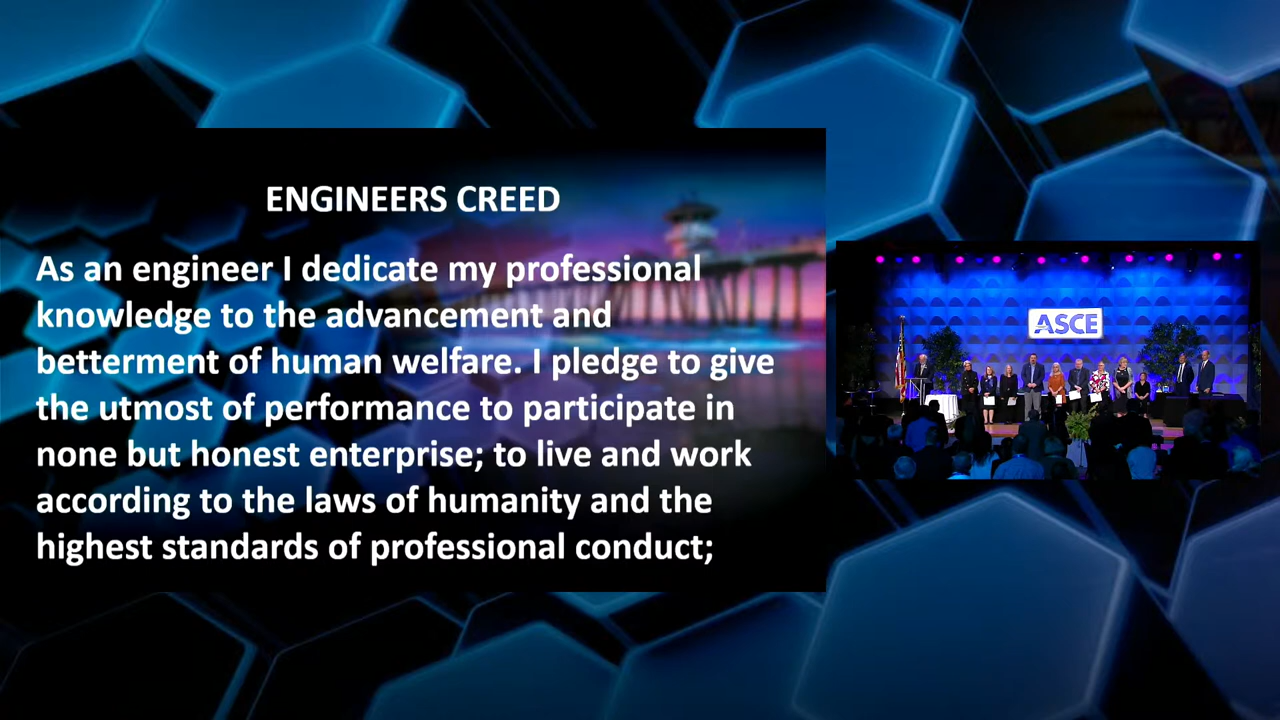 ENGINEERS CREED
As an engineer I dedicate my professional
knowledge to the advancement and
betterment of human welfare. I pledge to give
the utmost of performance to participate in
none but honest enterprise; to live and work
according to the laws of humanity and the
highest standards of professional conduct;
ASCE